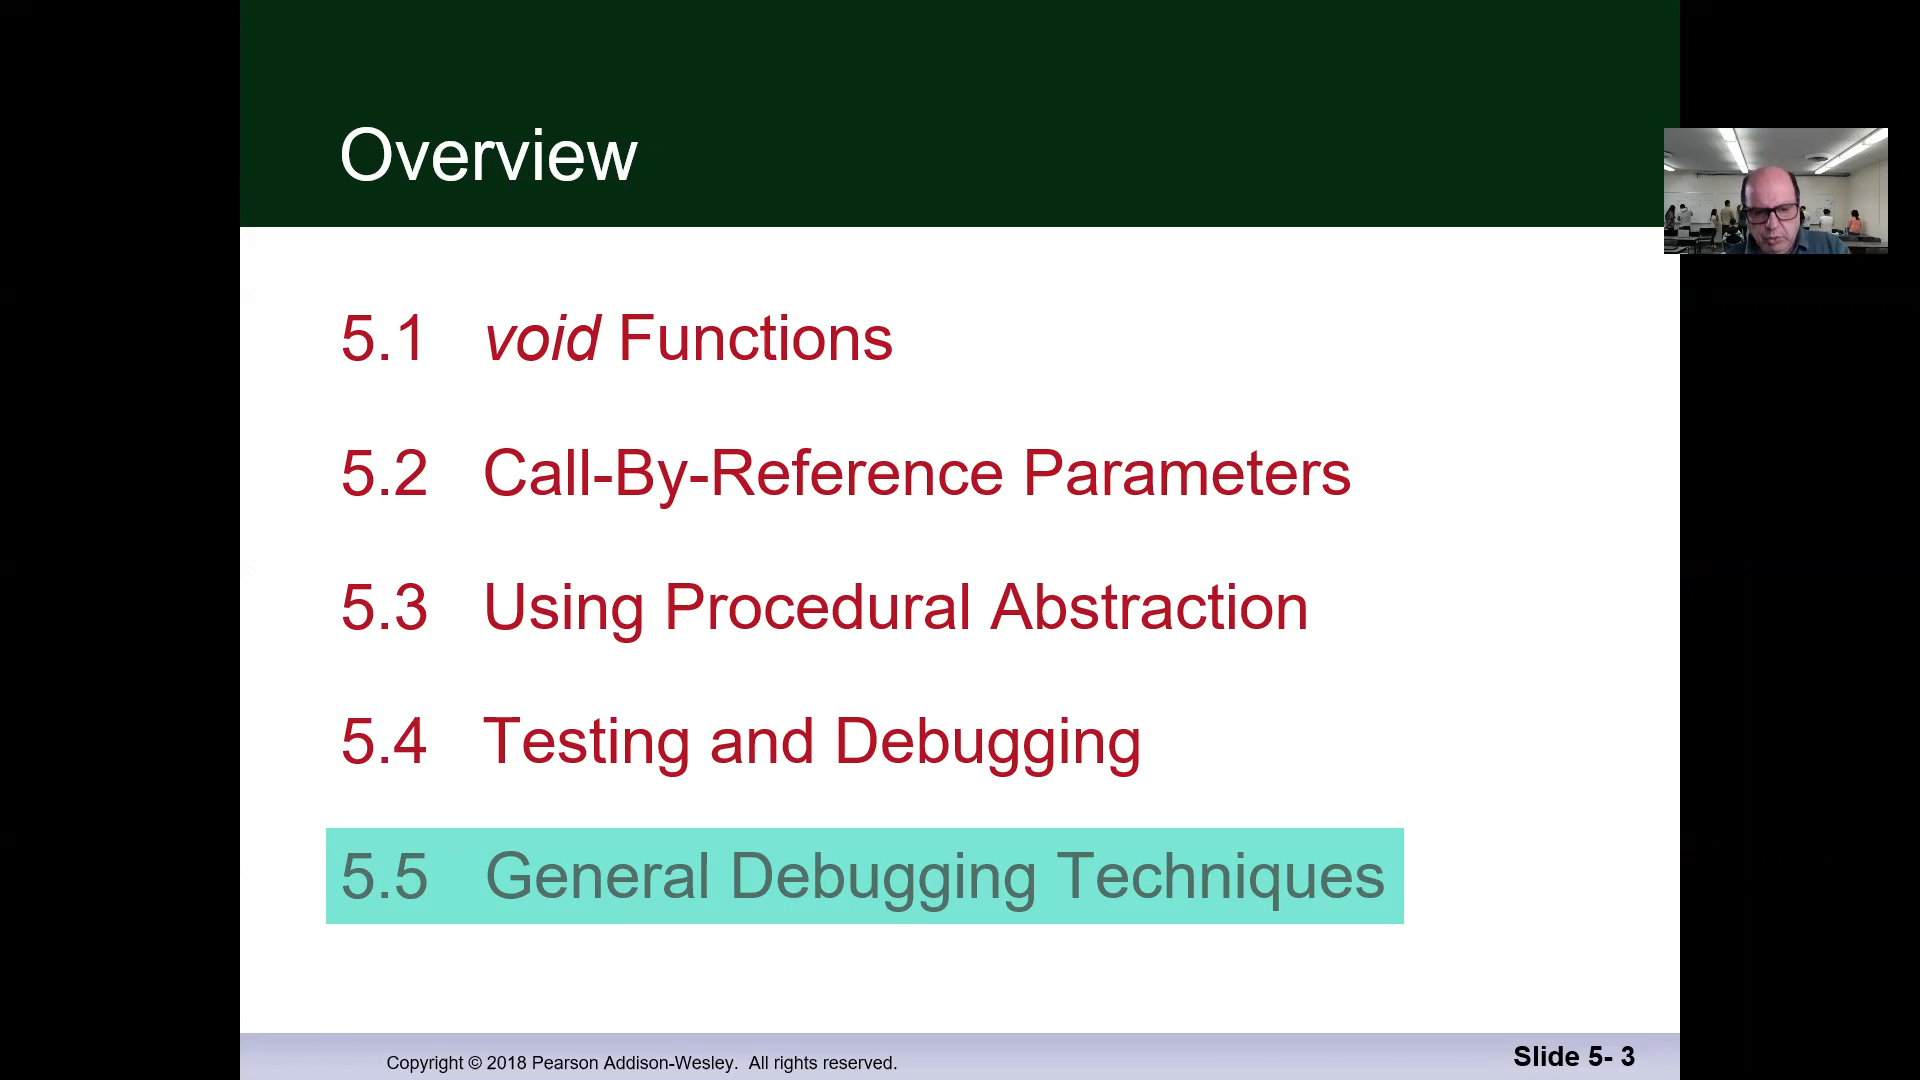 Overview
5.1 void Functions
5.2 Call-By-Reference Parameters
5.3 Using Procedural Abstraction
5.4 Testing and Debugging
5.5 General Debugging Techniques
Copyright © 2018 Pearson Addison-Wesley. All rights reserved.
Slide 5- 3